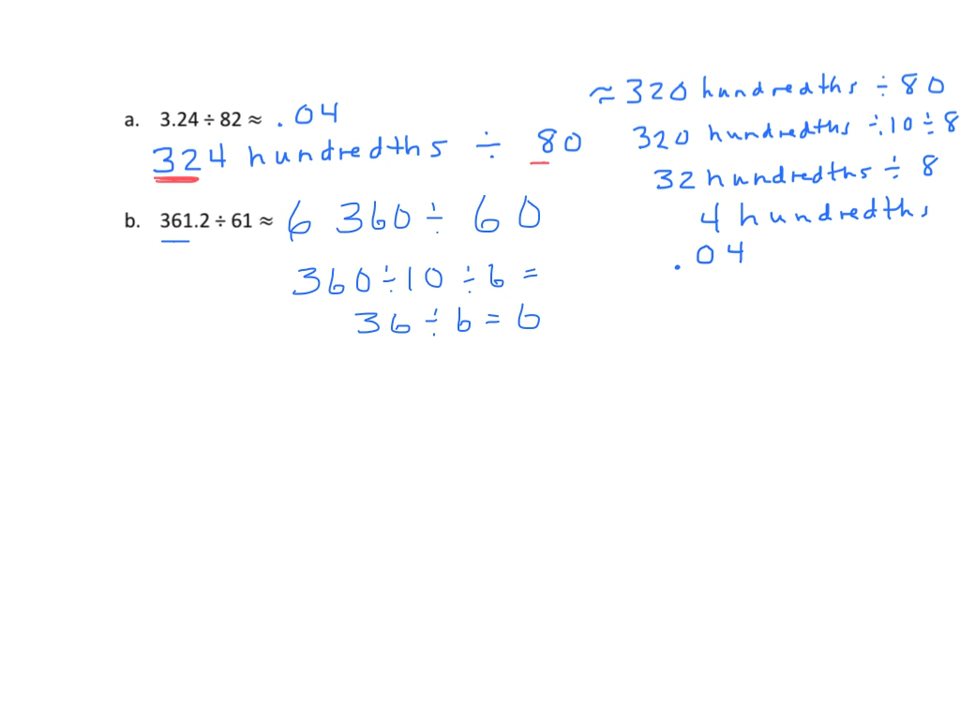 a. 3.24 ÷ 82 ≈ .04
324 hundredths ÷ 80
≈ 320 hundredths ÷ 80
320 hundredths ÷ 10 ÷ 8
32 hundredths ÷ 8
4 hundredths
.04
b. 361.2 ÷ 61 ≈ 6 360 ÷ 60
360 ÷ 10 ÷ 6 =
36 ÷ 6 = 6